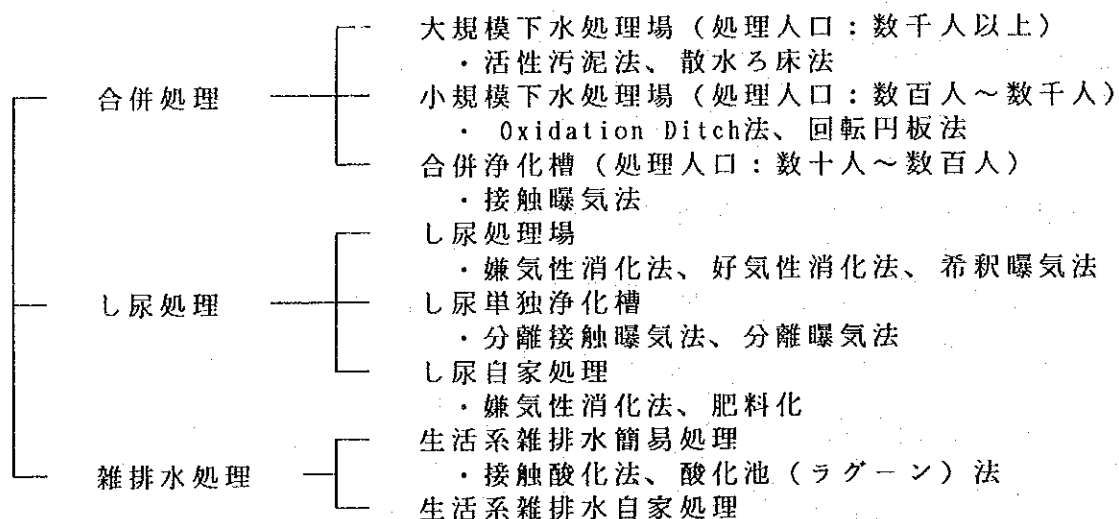 大規模下水処理場（処理人口：数千人以上）
・活性汚泥法、散水ろ床法
合併処理
小規模下水処理場（処理人口：数百人～数千人）
・Oxidation Ditch法、回転円板法
合併浄化槽（処理人口：数十人～数百人）
・接触曝気法
し尿処理場
・嫌気性消化法、好気性消化法、希釈曝気法
し尿処理
し尿単独浄化槽
・分離接触曝気法、分離曝気法
し尿自家処理
・嫌気性消化法、肥料化
生活系雑排水簡易処理
雑排水処理
・接触酸化法、酸化池（ラグーン）法
生活系雑排水自家処理